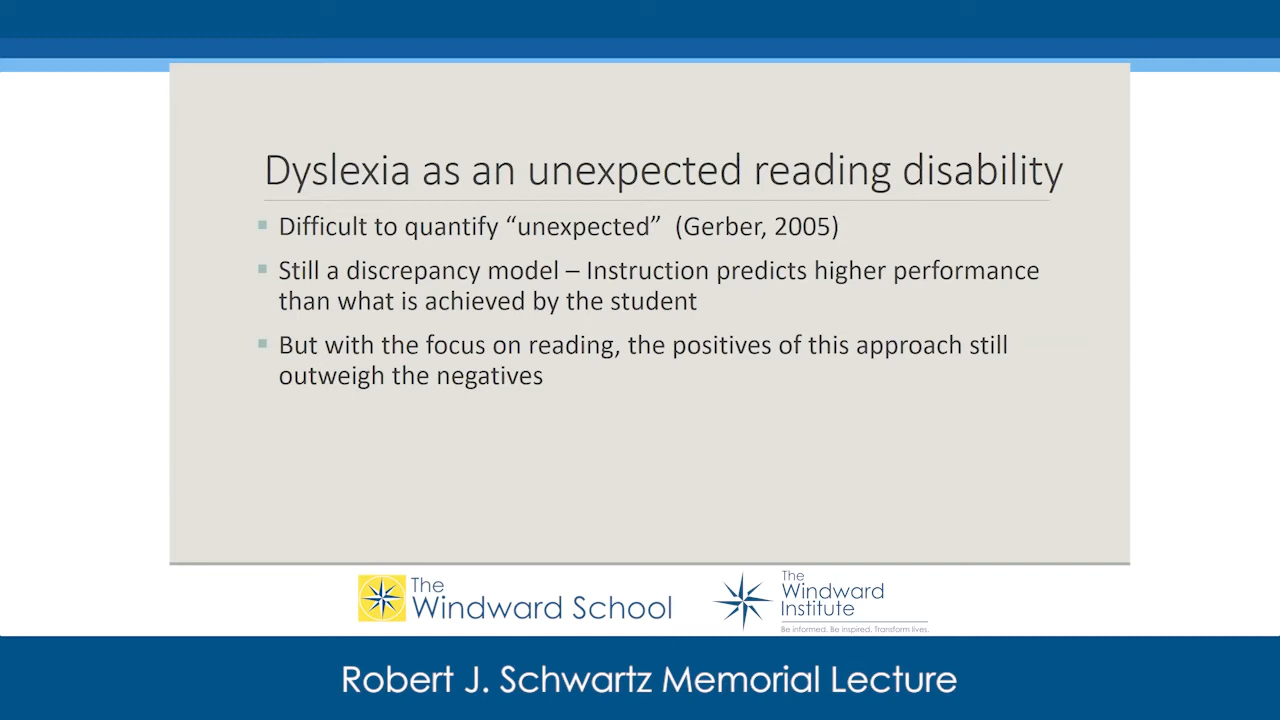 Dyslexia as an unexpected reading disability
Difficult to quantify “unexpected” (Gerber, 2005)
Still a discrepancy model – Instruction predicts higher performance
than what is achieved by the student
But with the focus on reading, the positives of this approach still
outweigh the negatives
The
Windward School
The
Windward
Institute
Be informed. Be inspired. Transform lives.
Robert J. Schwartz Memorial Lecture